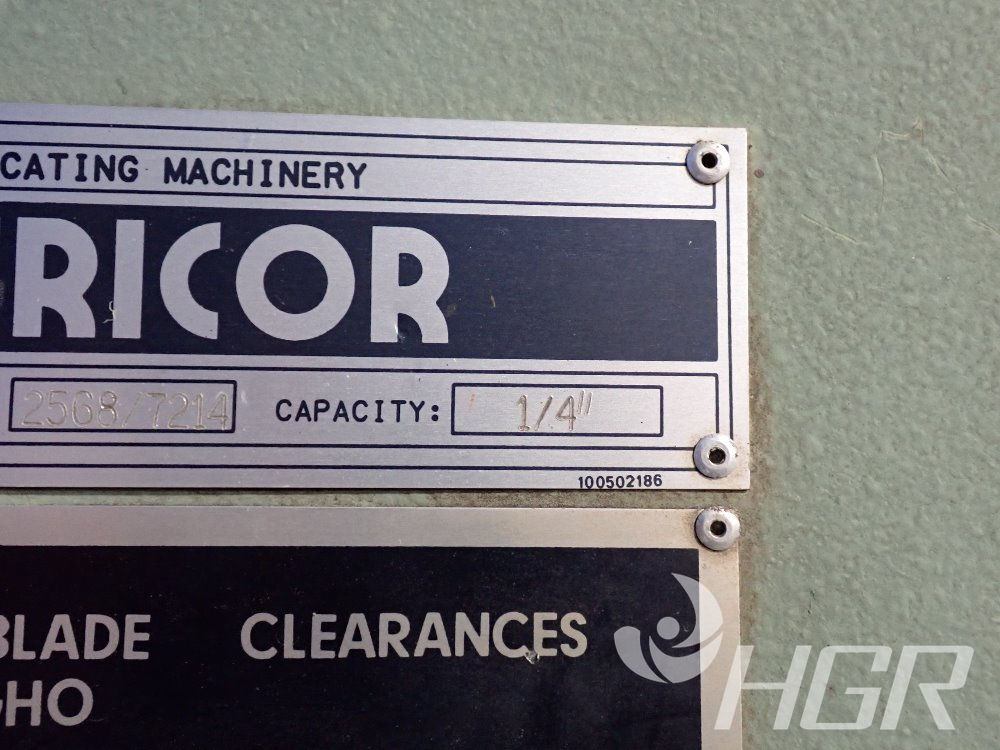 CATING MACHINERY
RICOR
2568/7214 CAPACITY: 1/4"
100502186
BLADE CLEARANCES
GHO
HGR